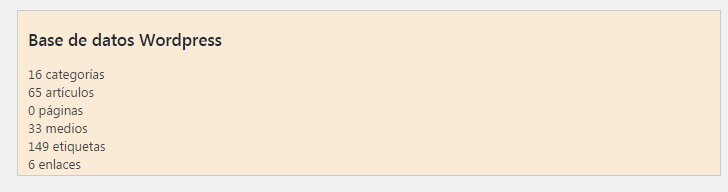 Base de datos Wordpress
16 categorías
65 artículos
0 páginas
33 medios
149 etiquetas
6 enlaces